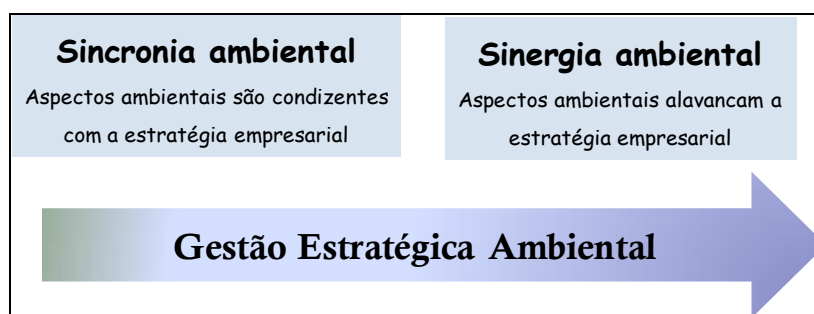 Sincronia ambiental
Aspectos ambientais são condizentes
com a estratégia empresarial
Sinergia ambiental
Aspectos ambientais alavancam a
estratégia empresarial
Gestão Estratégica Ambiental